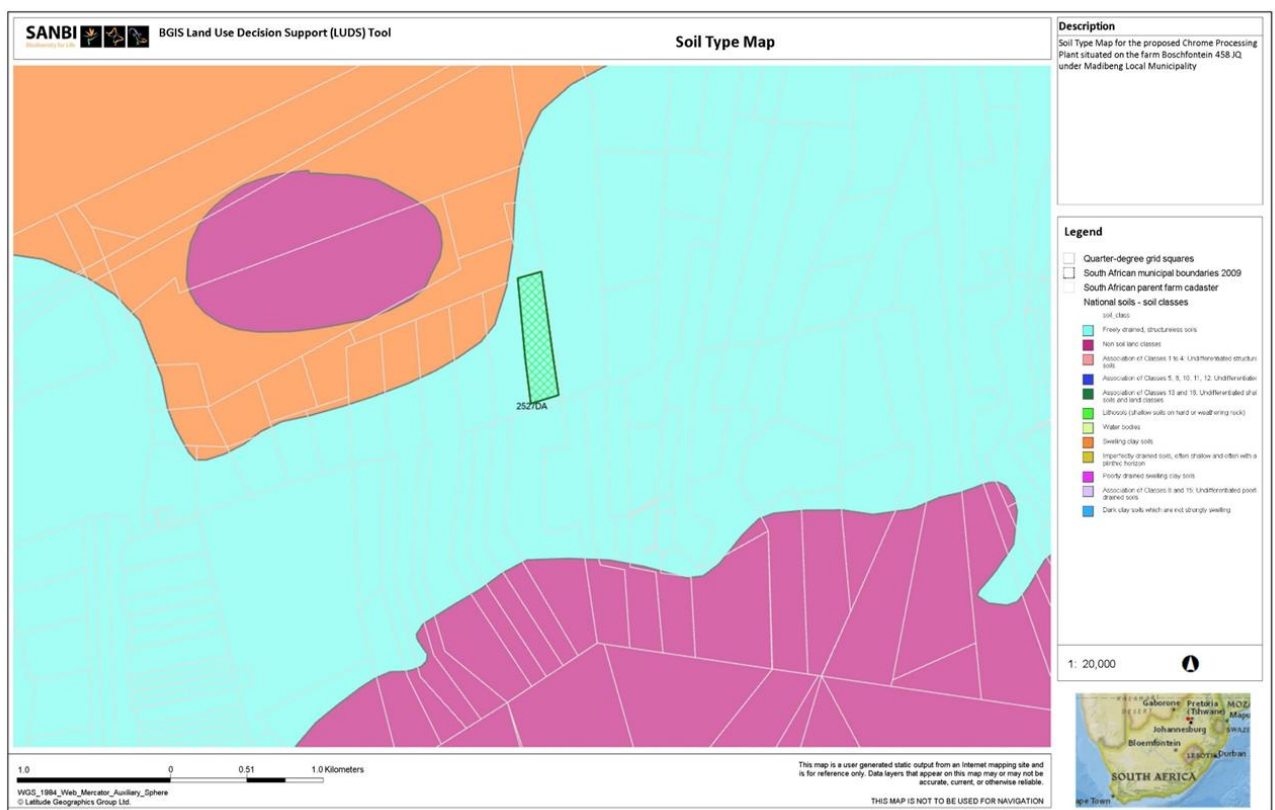 SANBI
Biodiversity for Life
BGIS Land Use Decision Support (LUDS) Tool
Soil Type Map
Description
Soil Type Map for the proposed Chrome Processing
Plant situated on the farm Boschfontein 458 JQ
under Madibeng Local Municipality
2527DA
Legend
Quarter-degree grid squares
South African municipal boundaries 2009
South African parent farm cadaster
National soils - soil classes
soil_class
Freely drained, structureless soils
Non soil land classes
Association of Classes 1 to 4: Undifferentiated structure
soils
Association of Classes 5, 8, 10, 11, 12: Undifferentiated
Association of Classes 13 and 16: Undifferentiated shal
soils and land classes
Lithosols (shallow soils on hard or weathering rock)
Water bodies
Swelling clay soils
Imperfectly drained soils, often shallow and often with a
plinthic horizon
Poorly drained swelling clay soils
Association of Classes and 15: Undifferentiated poorl
drained soils
Dark clay soils which are not strongly swelling
1: 20,000
Gaborone Pretoria MOZ
DESERT (Tshwane) Mapu
Johannesburg SWAZI
Bloemfontein
LESOTHO Durban
SOUTH AFRICA
ape Town
1.0 0 0.51 1.0 Kilometers
WGS_1984_Web_Mercator_Auxiliary_Sphere
© Latitude Geographics Group Ltd.
This map is a user generated static output from an Internet mapping site and
is for reference only. Data layers that appear on this map may or may not be
accurate, current, or otherwise reliable.
THIS MAP IS NOT TO BE USED FOR NAVIGATION